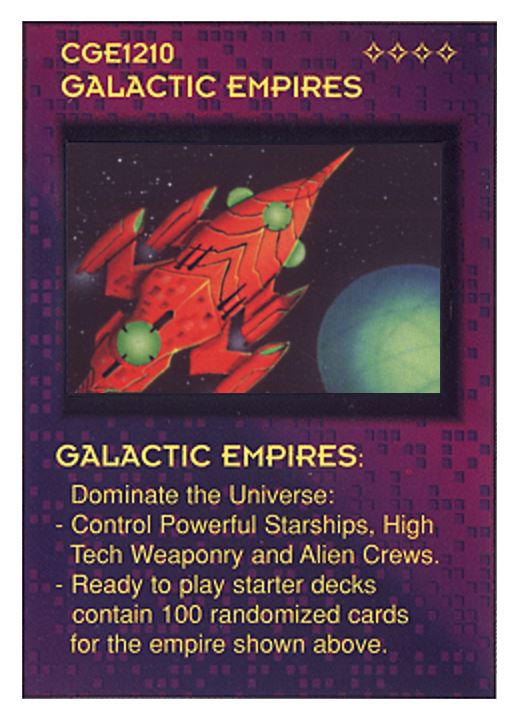 CGE1210
GALACTIC EMPIRES
GALACTIC EMPIRES:
Dominate the Universe:
- Control Powerful Starships, High
Tech Weaponry and Alien Crews.
- Ready to play starter decks
contain 100 randomized cards
for the empire shown above.